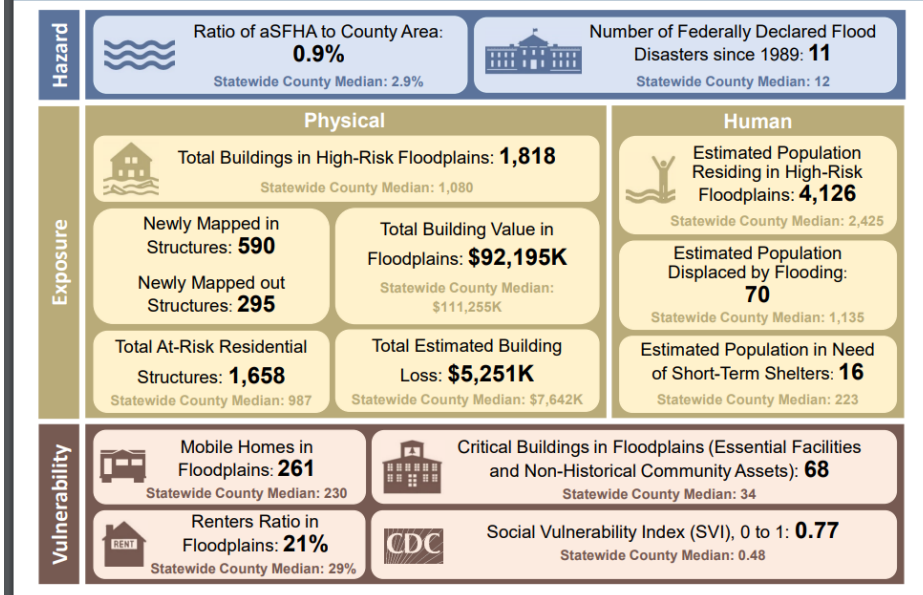 Hazard
Ratio of aSFHA to County Area:
0.9%
Statewide County Median: 2.9%
Number of Federally Declared Flood
Disasters since 1989: 11
Statewide County Median: 12
Exposure
Physical
Total Buildings in High-Risk Floodplains: 1,818
Statewide County Median: 1,080
Newly Mapped in
Structures: 590
Newly Mapped out
Structures: 295
Total Building Value in
Floodplains: $92,195K
Statewide County Median:
$111,255K
Total At-Risk Residential
Structures: 1,658
Statewide County Median: 987
Total Estimated Building
Loss: $5,251K
Statewide County Median: $7,642K
Human
Estimated Population
Residing in High-Risk
Floodplains: 4,126
Statewide County Median: 2,425
Estimated Population
Displaced by Flooding:
70
Statewide County Median: 1,135
Estimated Population in Need
of Short-Term Shelters: 16
Statewide County Median: 223
Vulnerability
Mobile Homes in
Floodplains: 261
Statewide County Median: 230
Critical Buildings in Floodplains (Essential Facilities
and Non-Historical Community Assets): 68
Statewide County Median: 34
RENT
Renters Ratio in
Floodplains: 21%
Statewide County Median: 29%
CDC
Social Vulnerability Index (SVI), 0 to 1: 0.77
Statewide County Median: 0.48